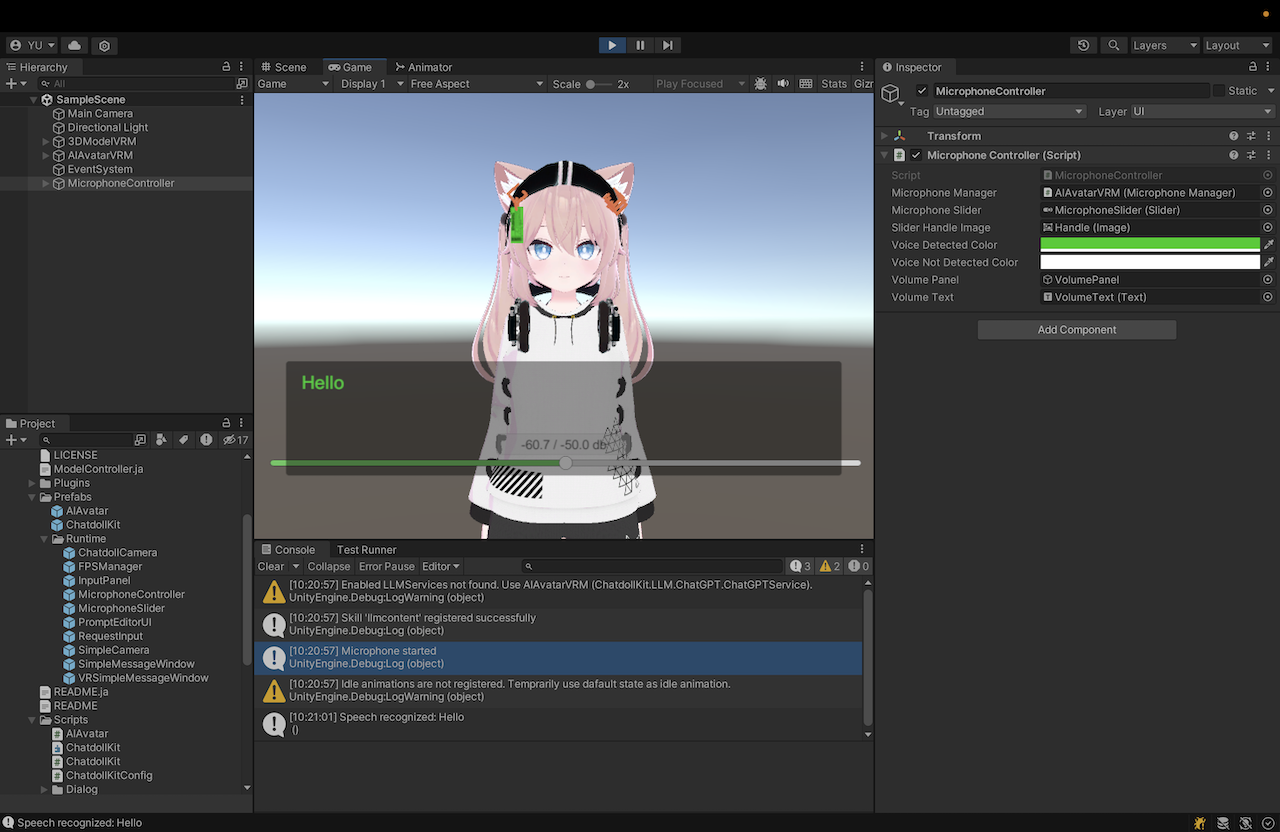 YU
Layers
Layout
Hierarchy
All
SampleScene
Main Camera
Directional Light
3DModelVRM
AIAvatarVRM
EventSystem
MicrophoneController
Scene
Game
Animator
Game
Display 1
Free Aspect
Scale
2x
Play Focused
Stats
Giz
Hello
-60.7 / -50.0 db
Project
17
LICENSE
ModelController.ja
Plugins
Prefabs
AIAvatar
ChatdollKit
Runtime
ChatdollCamera
FPSManager
InputPanel
MicrophoneController
MicrophoneSlider
PromptEditorUI
RequestInput
SimpleCamera
SimpleMessageWindow
VRSimpleMessageWindow
README.ja
README
Scripts
AIAvatar
ChatdollKit
ChatdollKit
ChatdollKitConfig
Dialog
Console
Test Runner
Clear
Collapse
Error Pause
Editor
3
2
0
[10:20:57] Enabled LLMServices not found. Use AIAvatarVRM (ChatdollKit.LLM.ChatGPT.ChatGPTService).
UnityEngine.Debug:LogWarning (object)
[10:20:57] Skill 'llmcontent' registered successfully
UnityEngine.Debug:Log (object)
[10:20:57] Microphone started
UnityEngine.Debug:Log (object)
[10:20:57] Idle animations are not registered. Temprarily use dafault state as idle animation.
UnityEngine.Debug:LogWarning (object)
[10:21:01] Speech recognized: Hello
()
Inspector
MicrophoneController
Static
Tag
Untagged
Layer
UI
Transform
Microphone Controller (Script)
Script
MicrophoneController
Microphone Manager
AIAvatarVRM (Microphone Manager)
Microphone Slider
MicrophoneSlider (Slider)
Slider Handle Image
Handle (Image)
Voice Detected Color
Voice Not Detected Color
Volume Panel
VolumePanel
Volume Text
VolumeText (Text)
Add Component
Speech recognized: Hello